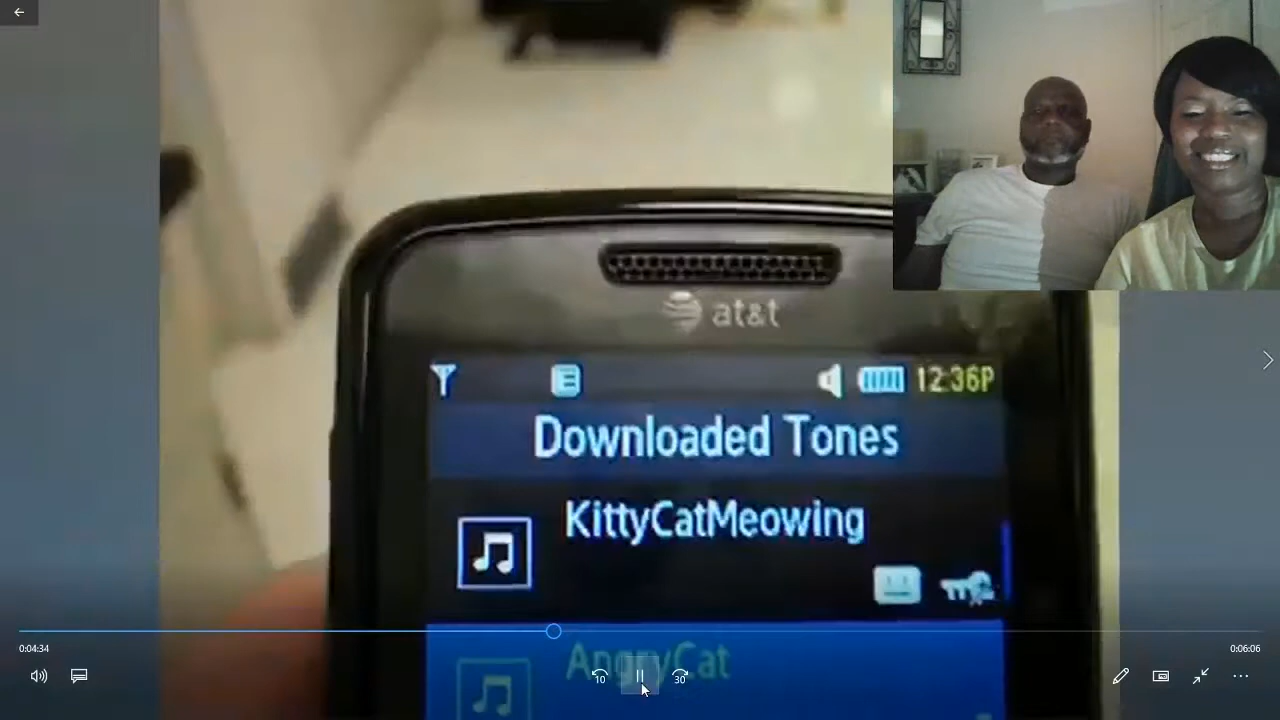 at&t
12:36P
Downloaded Tones
KittyCatMeowing
AngryCat
0:04:34
0:06:06
10
30